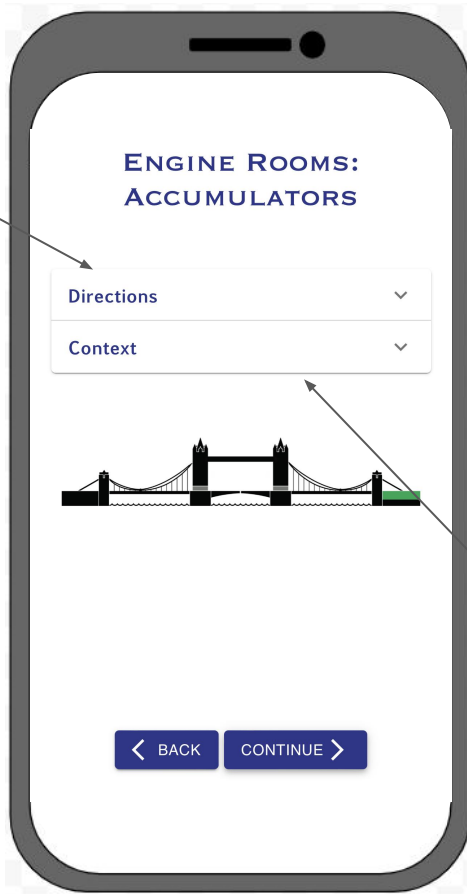 ENGINE ROOMS:
ACCUMULATORS
Directions
Context
BACK
CONTINUE